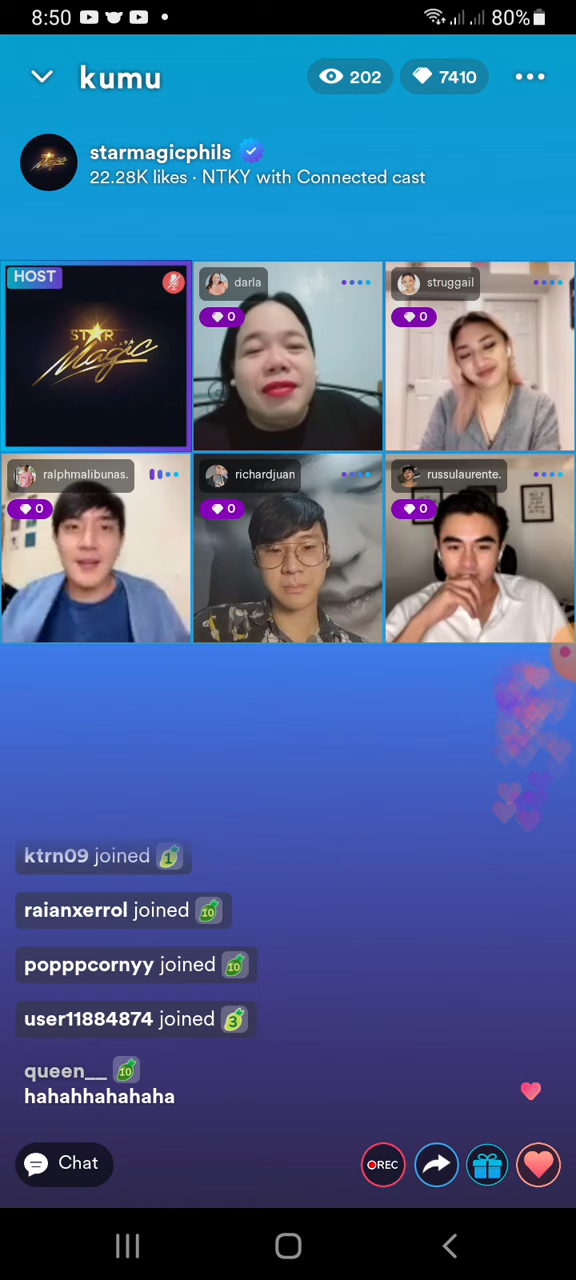 8:50
80%
kumu
202
7410
starmagicphils
22.28K likes · NTKY with Connected cast
HOST
STAR
Magic
darla
0
struggail
0
ralphmalibunas.
0
richardjuan
0
russulaurente.
0
ktrn09 joined 1
raianxerrol joined 10
popppcornyy joined 10
user11884874 joined 3
queen__ 10
hahahhahahaha
Chat
REC